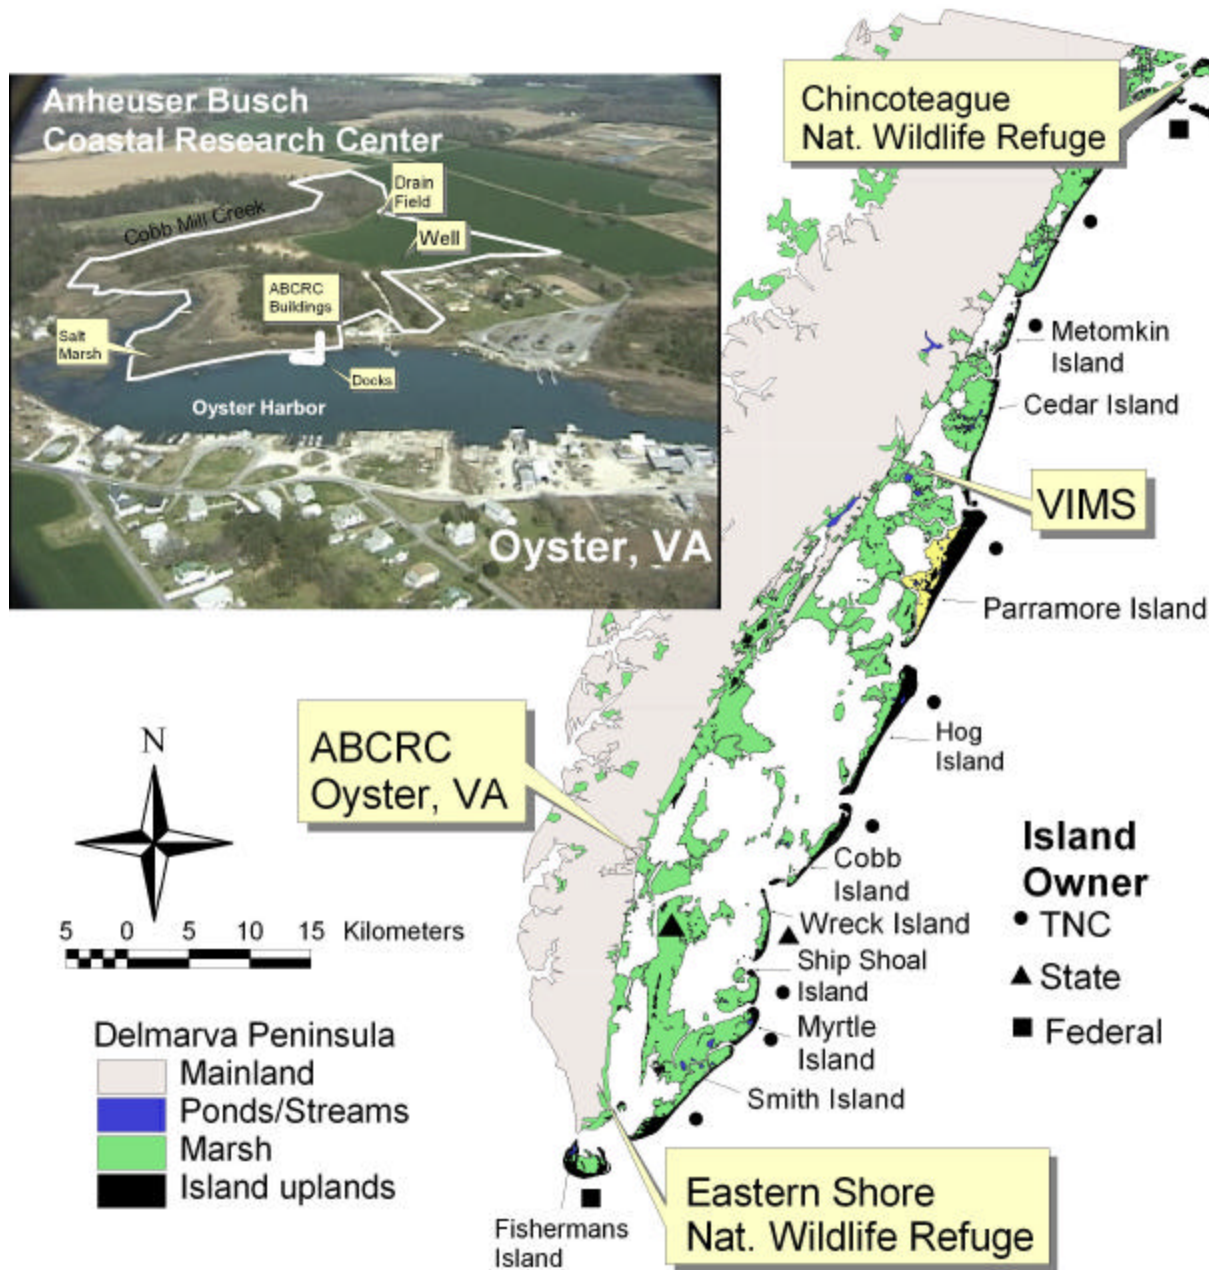 Anheuser Busch
Coastal Research Center
Drain
Field
Cobb Mill Creek
Well
ABCRC
Buildings
Salt
Marsh
Docks
Oyster Harbor
Oyster, VA
Chincoteague
Nat. Wildlife Refuge
Metomkin
Island
Cedar Island
VIMS
Parramore Island
Hog
Island
ABCRC
Oyster, VA
Cobb
Island
Wreck Island
Ship Shoal
Island
Myrtle
Island
Smith Island
Eastern Shore
Nat. Wildlife Refuge
Fishermans
Island
Island
Owner
TNC
State
Federal
N
5 0 5 10 15 Kilometers
Delmarva Peninsula
Mainland
Ponds/Streams
Marsh
Island uplands